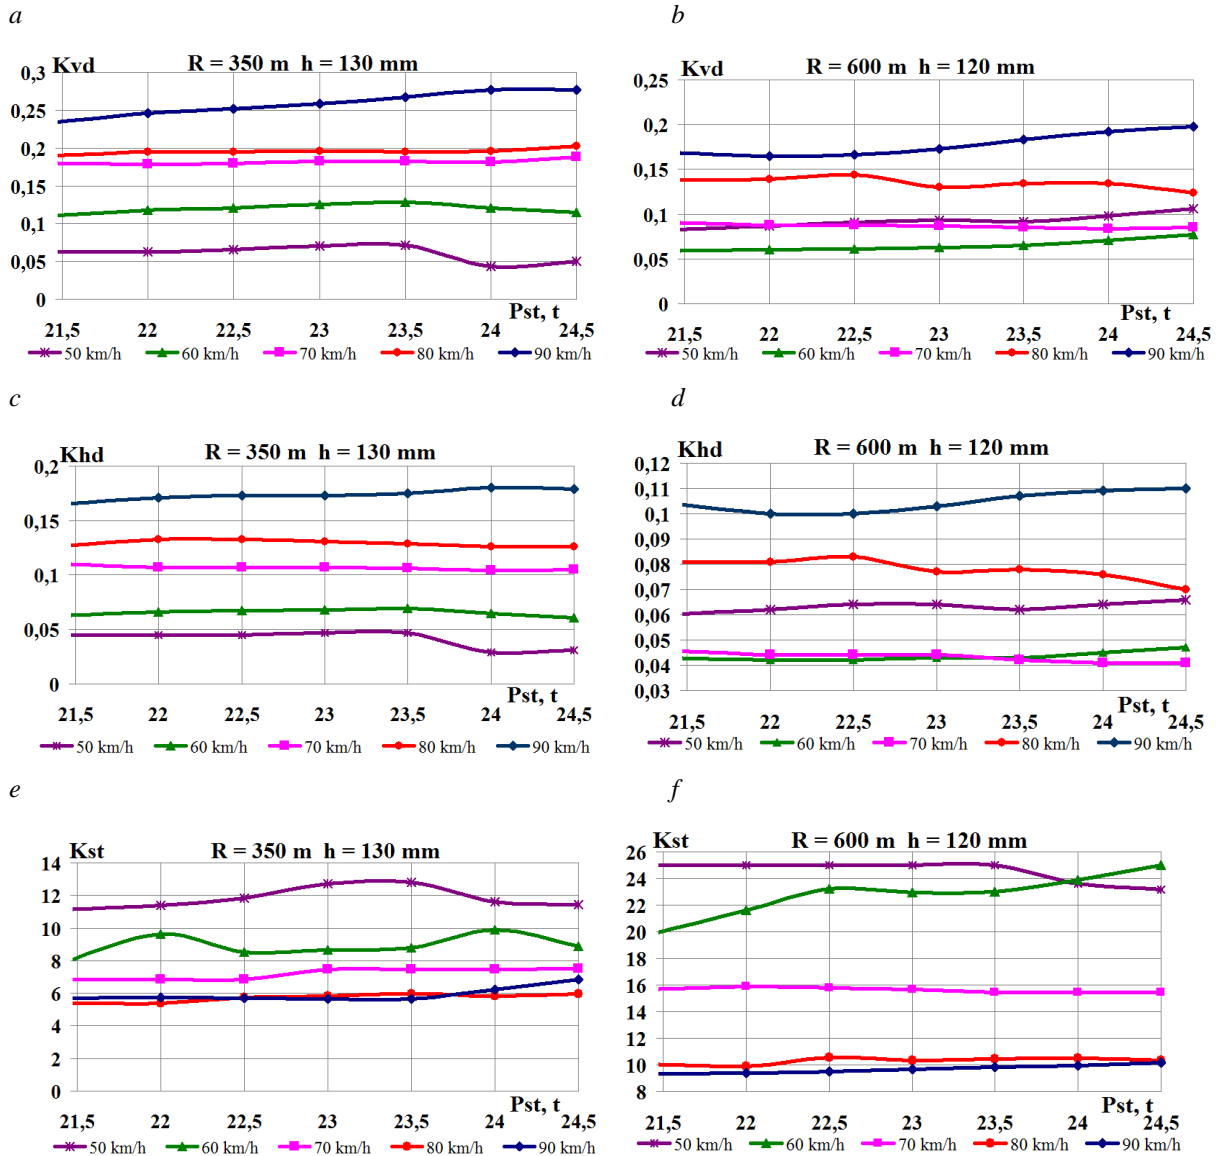 a
Kvd R = 350 m h = 130 mm
0,3
0,25
0,2
0,15
0,1
0,05
0
Pst, t
21,5 22 22,5 23 23,5 24 24,5
50 km/h 60 km/h 70 km/h 80 km/h 90 km/h
b
Kvd R = 600 m h = 120 mm
0,25
0,2
0,15
0,1
0,05
0
Pst, t
21,5 22 22,5 23 23,5 24 24,5
50 km/h 60 km/h 70 km/h 80 km/h 90 km/h
c
Khd R = 350 m h = 130 mm
0,2
0,15
0,1
0,05
0
Pst, t
21,5 22 22,5 23 23,5 24 24,5
50 km/h 60 km/h 70 km/h 80 km/h 90 km/h
d
Khd R = 600 m h = 120 mm
0,12
0,11
0,1
0,09
0,08
0,07
0,06
0,05
0,04
0,03
Pst, t
21,5 22 22,5 23 23,5 24 24,5
50 km/h 60 km/h 70 km/h 80 km/h 90 km/h
e
Kst R = 350 m h = 130 mm
14
12
10
8
6
4
2
0
Pst, t
21,5 22 22,5 23 23,5 24 24,5
50 km/h 60 km/h 70 km/h 80 km/h 90 km/h
f
Kst R = 600 m h = 120 mm
26
24
22
20
18
16
14
12
10
8
Pst, t
21,5 22 22,5 23 23,5 24 24,5
50 km/h 60 km/h 70 km/h 80 km/h 90 km/h